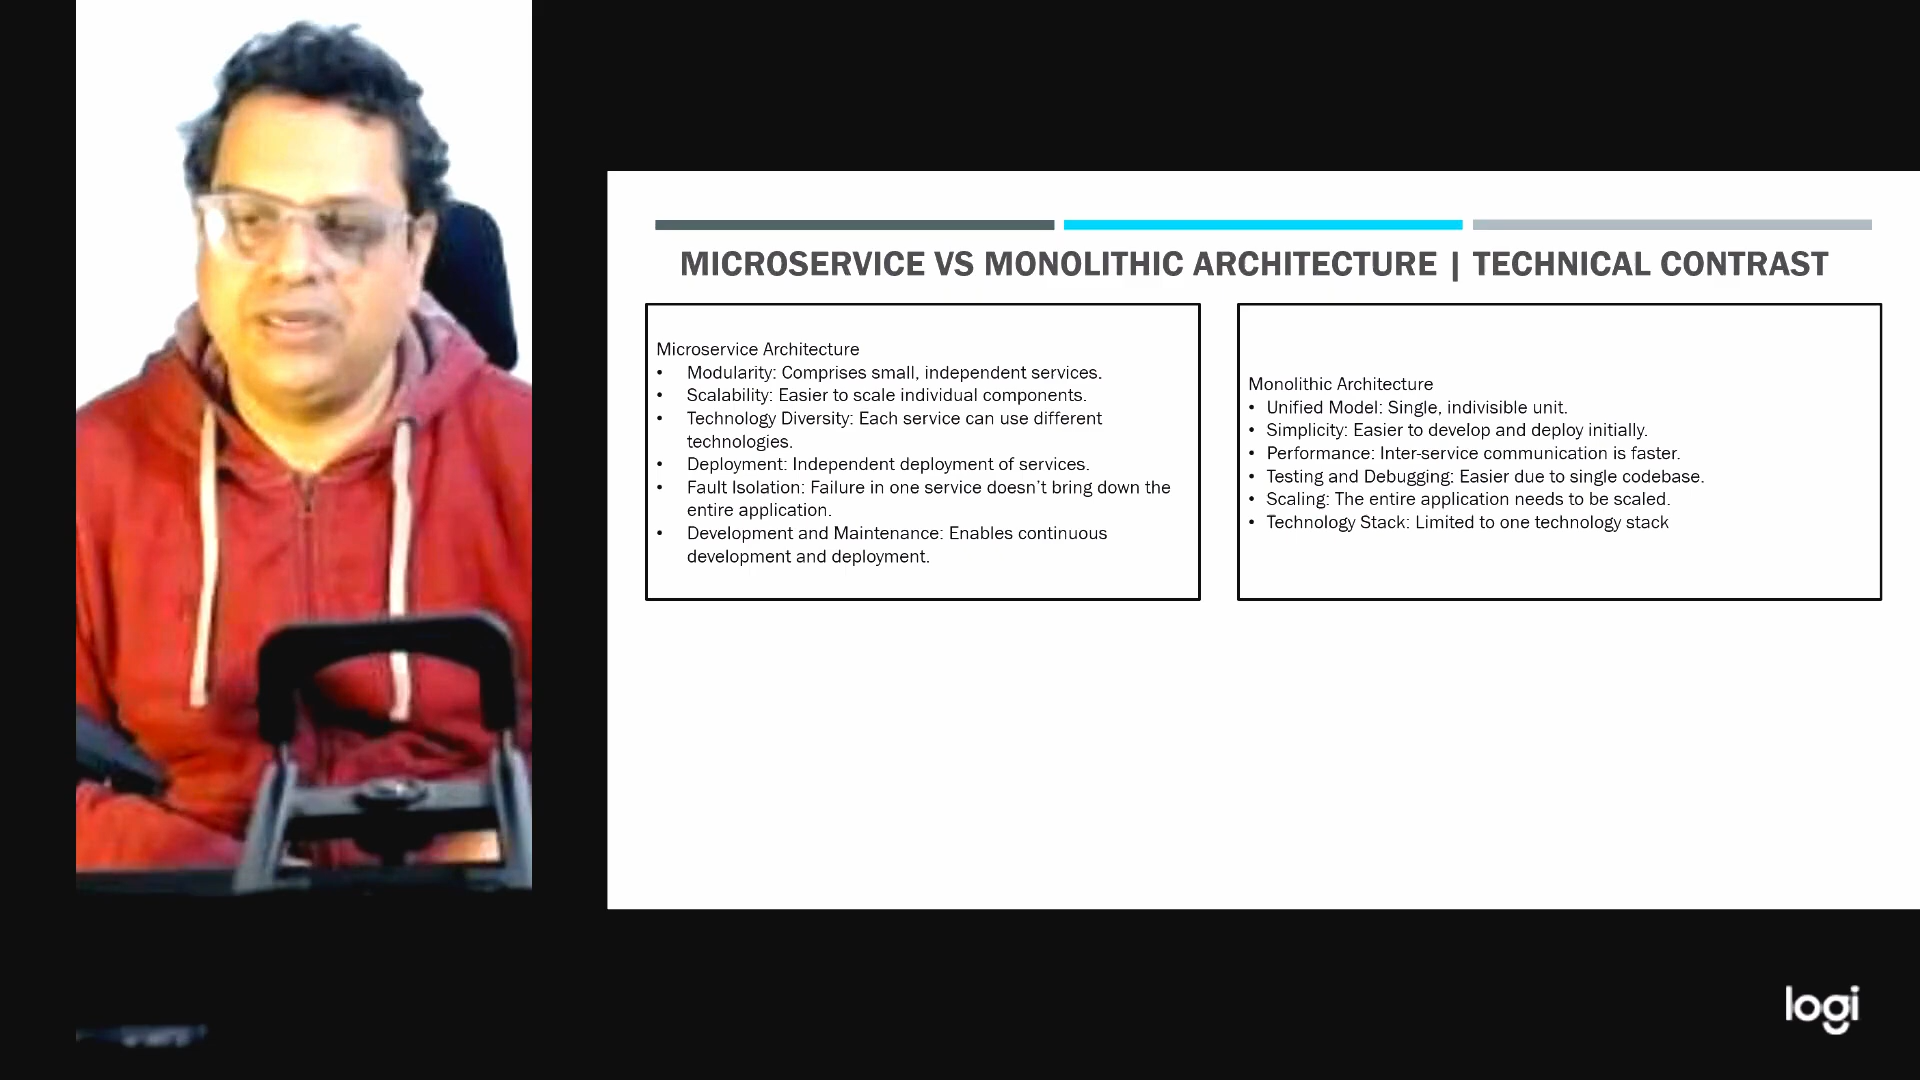 MICROSERVICE VS MONOLITHIC ARCHITECTURE | TECHNICAL CONTRAST
Microservice Architecture
• Modularity: Comprises small, independent services.
• Scalability: Easier to scale individual components.
• Technology Diversity: Each service can use different
technologies.
• Deployment: Independent deployment of services.
• Fault Isolation: Failure in one service doesn’t bring down the
entire application.
• Development and Maintenance: Enables continuous
development and deployment.
Monolithic Architecture
• Unified Model: Single, indivisible unit.
• Simplicity: Easier to develop and deploy initially.
• Performance: Inter-service communication is faster.
• Testing and Debugging: Easier due to single codebase.
• Scaling: The entire application needs to be scaled.
• Technology Stack: Limited to one technology stack
logi